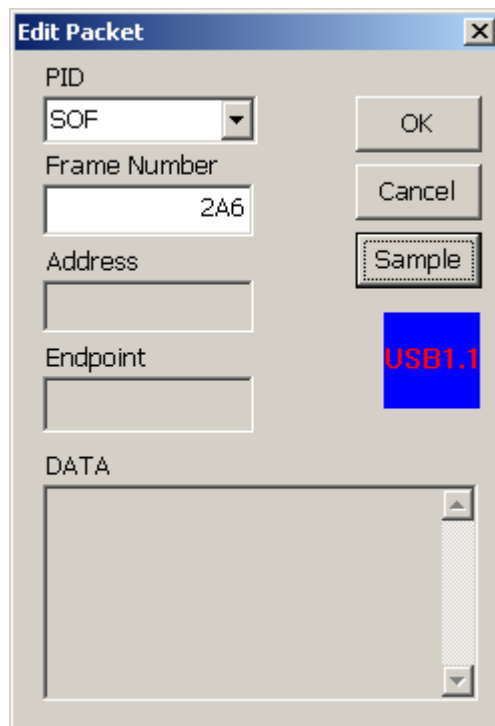 Edit Packet
PID
SOF
OK
Frame Number
2A6
Cancel
Address
Sample
Endpoint
USB1.1
DATA